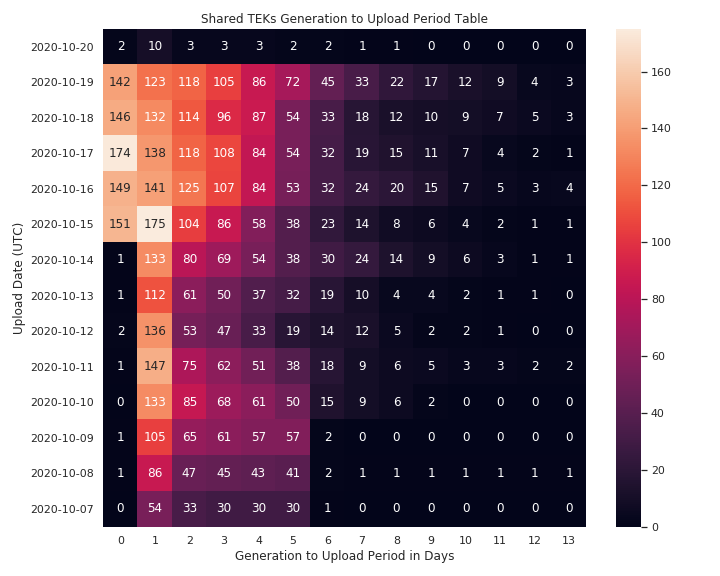 Shared TEKs Generation to Upload Period Table
Upload Date (UTC)
2020-10-20 2 10 3 3 3 2 2 1 1 0 0 0 0 0
2020-10-19 142 123 118 105 86 72 45 33 22 17 12 9 4 3
2020-10-18 146 132 114 96 87 54 33 18 12 10 9 7 5 3
2020-10-17 174 138 118 108 84 54 32 19 15 11 7 4 2 1
2020-10-16 149 141 125 107 84 53 32 24 20 15 7 5 3 4
2020-10-15 151 175 104 86 58 38 23 14 8 6 4 2 1 1
2020-10-14 1 133 80 69 54 38 30 24 14 9 6 3 1 1
2020-10-13 1 112 61 50 37 32 19 10 4 4 2 1 1 0
2020-10-12 2 136 53 47 33 19 14 12 5 2 2 1 0 0
2020-10-11 1 147 75 62 51 38 18 9 6 5 3 3 2 2
2020-10-10 0 133 85 68 61 50 15 9 6 2 0 0 0 0
2020-10-09 1 105 65 61 57 57 2 0 0 0 0 0 0 0
2020-10-08 1 86 47 45 43 41 2 1 1 1 1 1 1 1
2020-10-07 0 54 33 30 30 30 1 0 0 0 0 0 0 0
0 1 2 3 4 5 6 7 8 9 10 11 12 13
Generation to Upload Period in Days
160
140
120
100
80
60
40
20
0